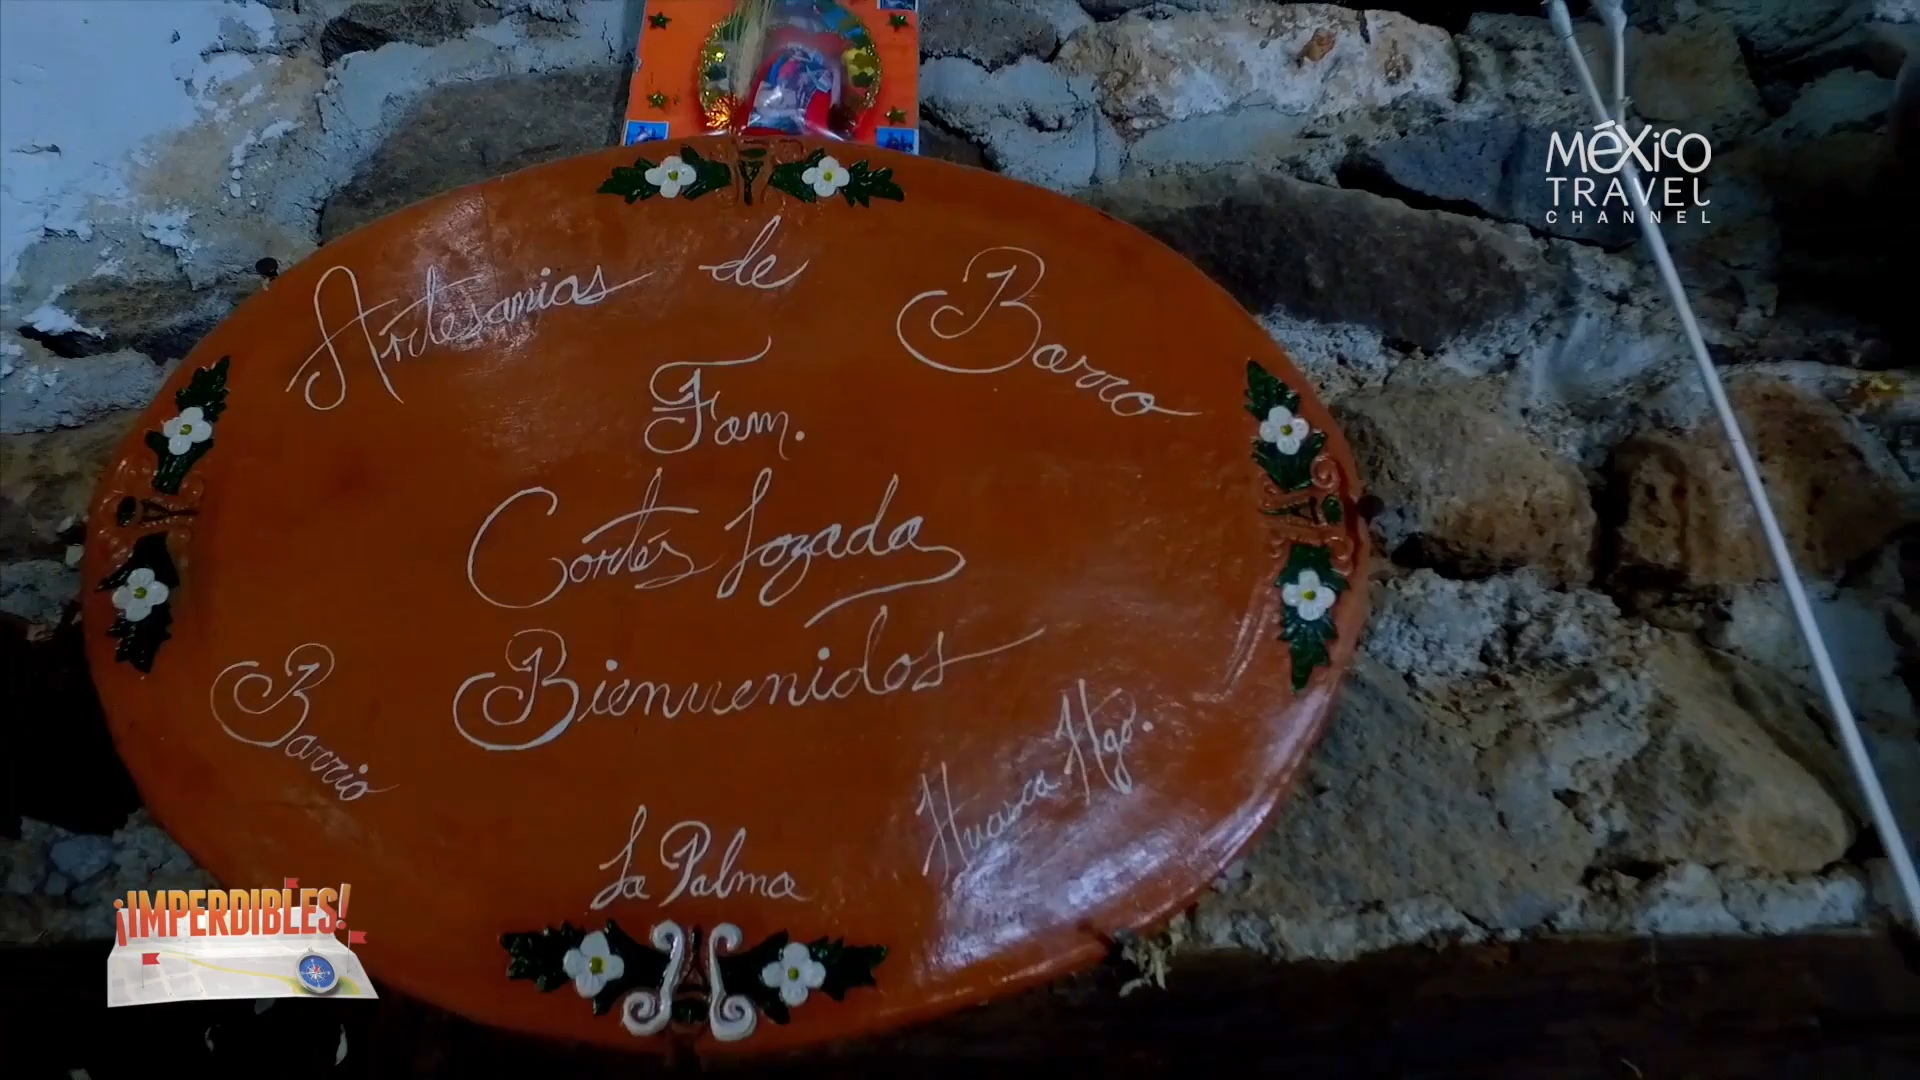 MéXico
TRAVEL
CHANNEL
Artesanias de Barro
Fam.
Cortés Lozada
Bienvenidos
Barrio La Palma Huasca Hgo.
¡IMPERDIBLES!